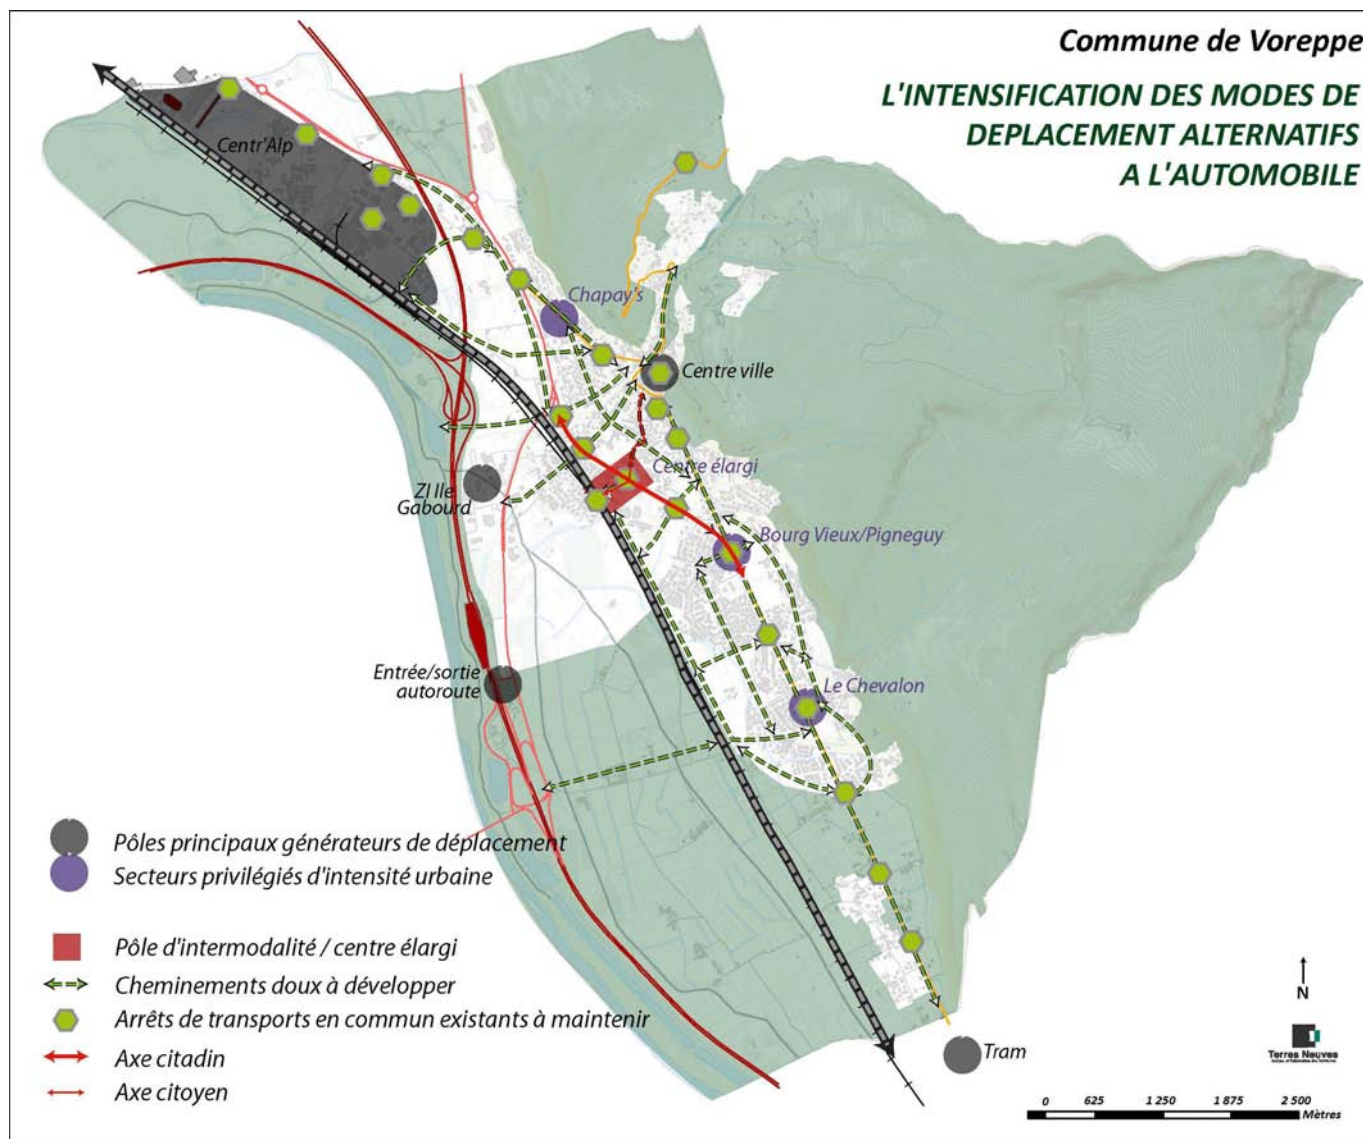 Commune de Voreppe
L'INTENSIFICATION DES MODES DE
DEPLACEMENT ALTERNATIFS
A L'AUTOMOBILE
Centr'Alp
Chapay's
Centre ville
Centre élargi
ZI Ile
Gabourd
Bourg Vieux/Pigneguy
Entrée/sortie
autoroute
Le Chevalon
Pôles principaux générateurs de déplacement
Secteurs privilégiés d'intensité urbaine
Pôle d'intermodalité / centre élargi
Cheminements doux à développer
Arrêts de transports en commun existants à maintenir
Axe citadin
Axe citoyen
Tram
N
Terres Neuves
0 625 1 250 1 875 2 500
Mètres